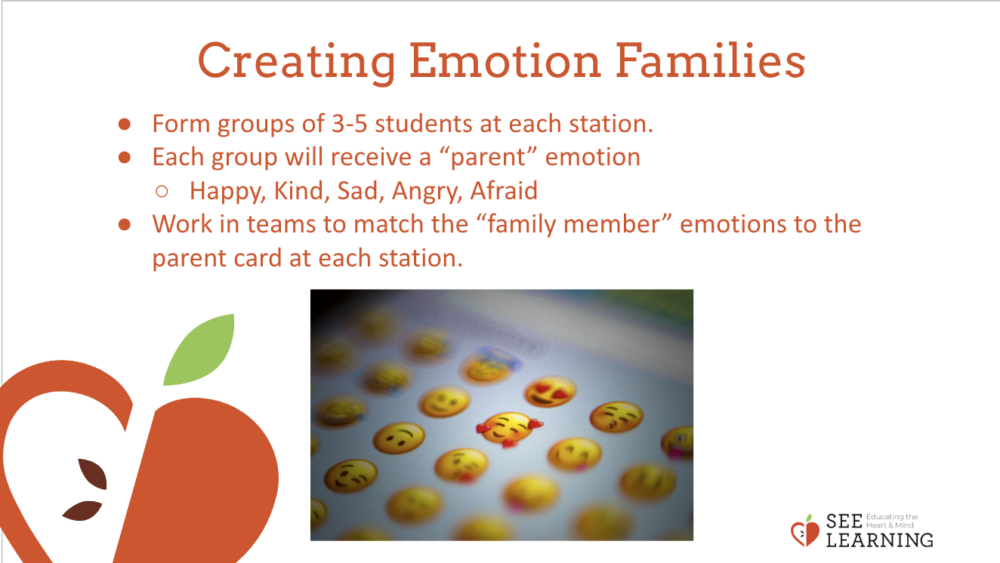 Creating Emotion Families
● Form groups of 3-5 students at each station.
● Each group will receive a “parent” emotion
○ Happy, Kind, Sad, Angry, Afraid
● Work in teams to match the “family member” emotions to the
parent card at each station.
SEE Educating the
Heart & Mind
LEARNING